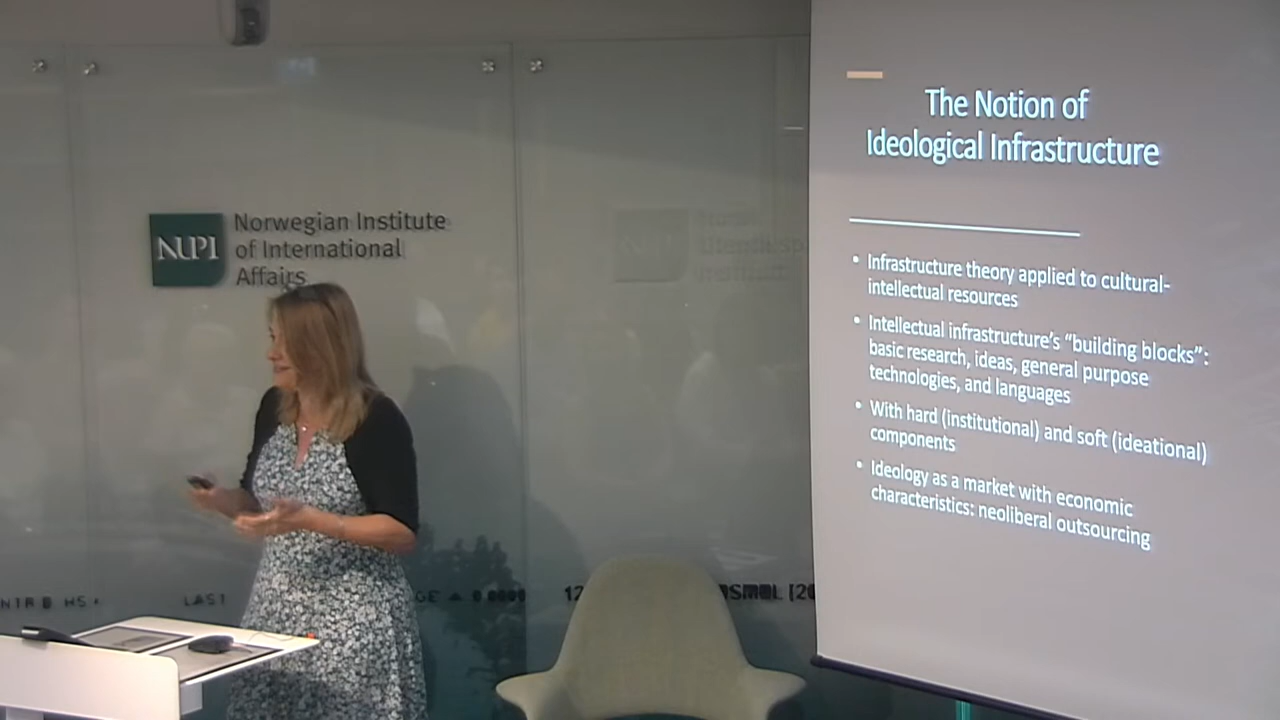 NUPI
Norwegian Institute
of International
Affairs
The Notion of
Ideological Infrastructure
• Infrastructure theory applied to cultural-
intellectual resources
• Intellectual infrastructure's “building blocks”:
basic research, ideas, general purpose
technologies, and languages
• With hard (institutional) and soft (ideational)
components
• Ideology as a market with economic
characteristics: neoliberal outsourcing
LAST